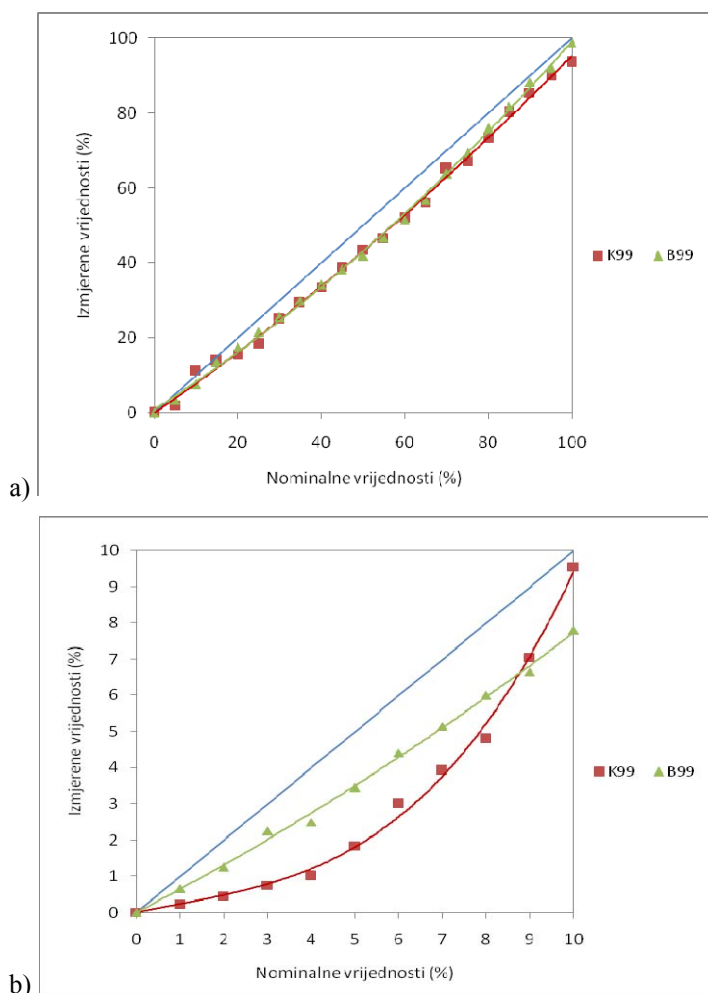 100
80
60
40
20
0
Izmjerene vrijednosti (%)
0 20 40 60 80 100
Nominalne vrijednosti (%)
K99 B99
a)
10
9
8
7
6
5
4
3
2
1
0
Izmjerene vrijednosti (%)
0 1 2 3 4 5 6 7 8 9 10
Nominalne vrijednosti (%)
K99 B99
b)